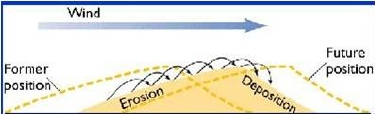 Wind
Former
position
Erosion
Deposition
Future
position